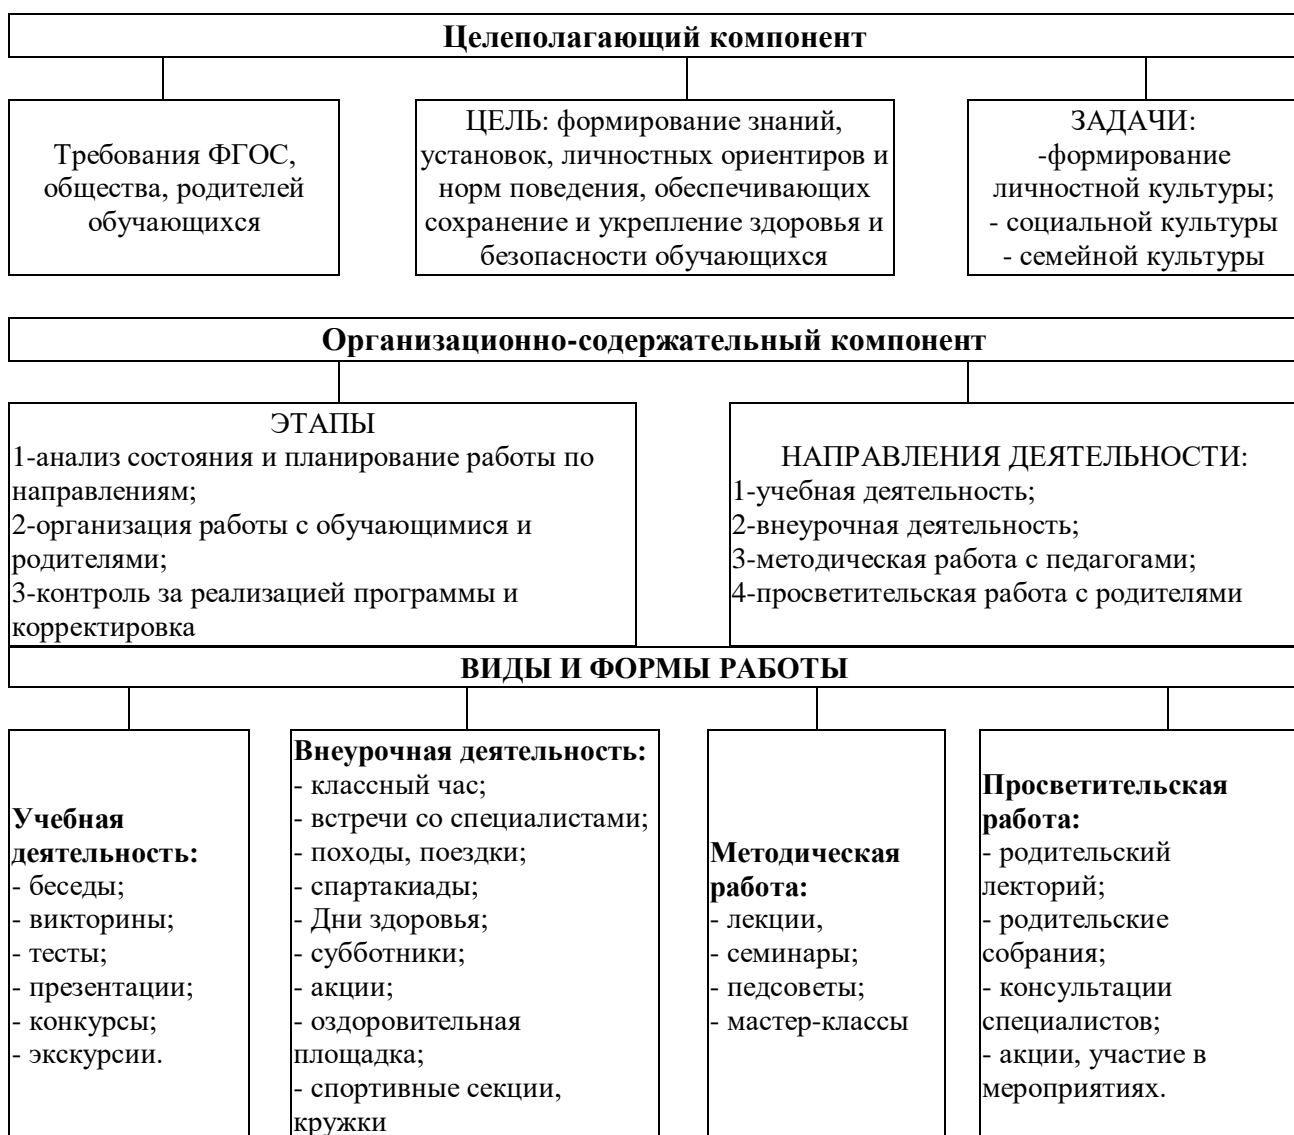 Целеполагающий компонент
Требования ФГОС,
общества, родителей
обучающихся
ЦЕЛЬ: формирование знаний,
установок, личностных ориентиров и
норм поведения, обеспечивающих
сохранение и укрепление здоровья и
безопасности обучающихся
ЗАДАЧИ:
-формирование
личностной культуры;
- социальной культуры
- семейной культуры
Организационно-содержательный компонент
ЭТАПЫ
1-анализ состояния и планирование работы по
направлениям;
2-организация работы с обучающимися и
родителями;
3-контроль за реализацией программы и
корректировка
НАПРАВЛЕНИЯ ДЕЯТЕЛЬНОСТИ:
1-учебная деятельность;
2-внеурочная деятельность;
3-методическая работа с педагогами;
4-просветительская работа с родителями
ВИДЫ И ФОРМЫ РАБОТЫ
Учебная
деятельность:
- беседы;
- викторины;
- тесты;
- презентации;
- конкурсы;
- экскурсии.
Внеурочная деятельность:
- классный час;
- встречи со специалистами;
- походы, поездки;
- спартакиады;
- Дни здоровья;
- субботники;
- акции;
- оздоровительная
площадка;
- спортивные секции,
кружки
Методическая
работа:
- лекции,
- семинары;
- педсоветы;
- мастер-классы
Просветительская
работа:
- родительский
лекторий;
- родительские
собрания;
- консультации
специалистов;
- акции, участие в
мероприятиях.